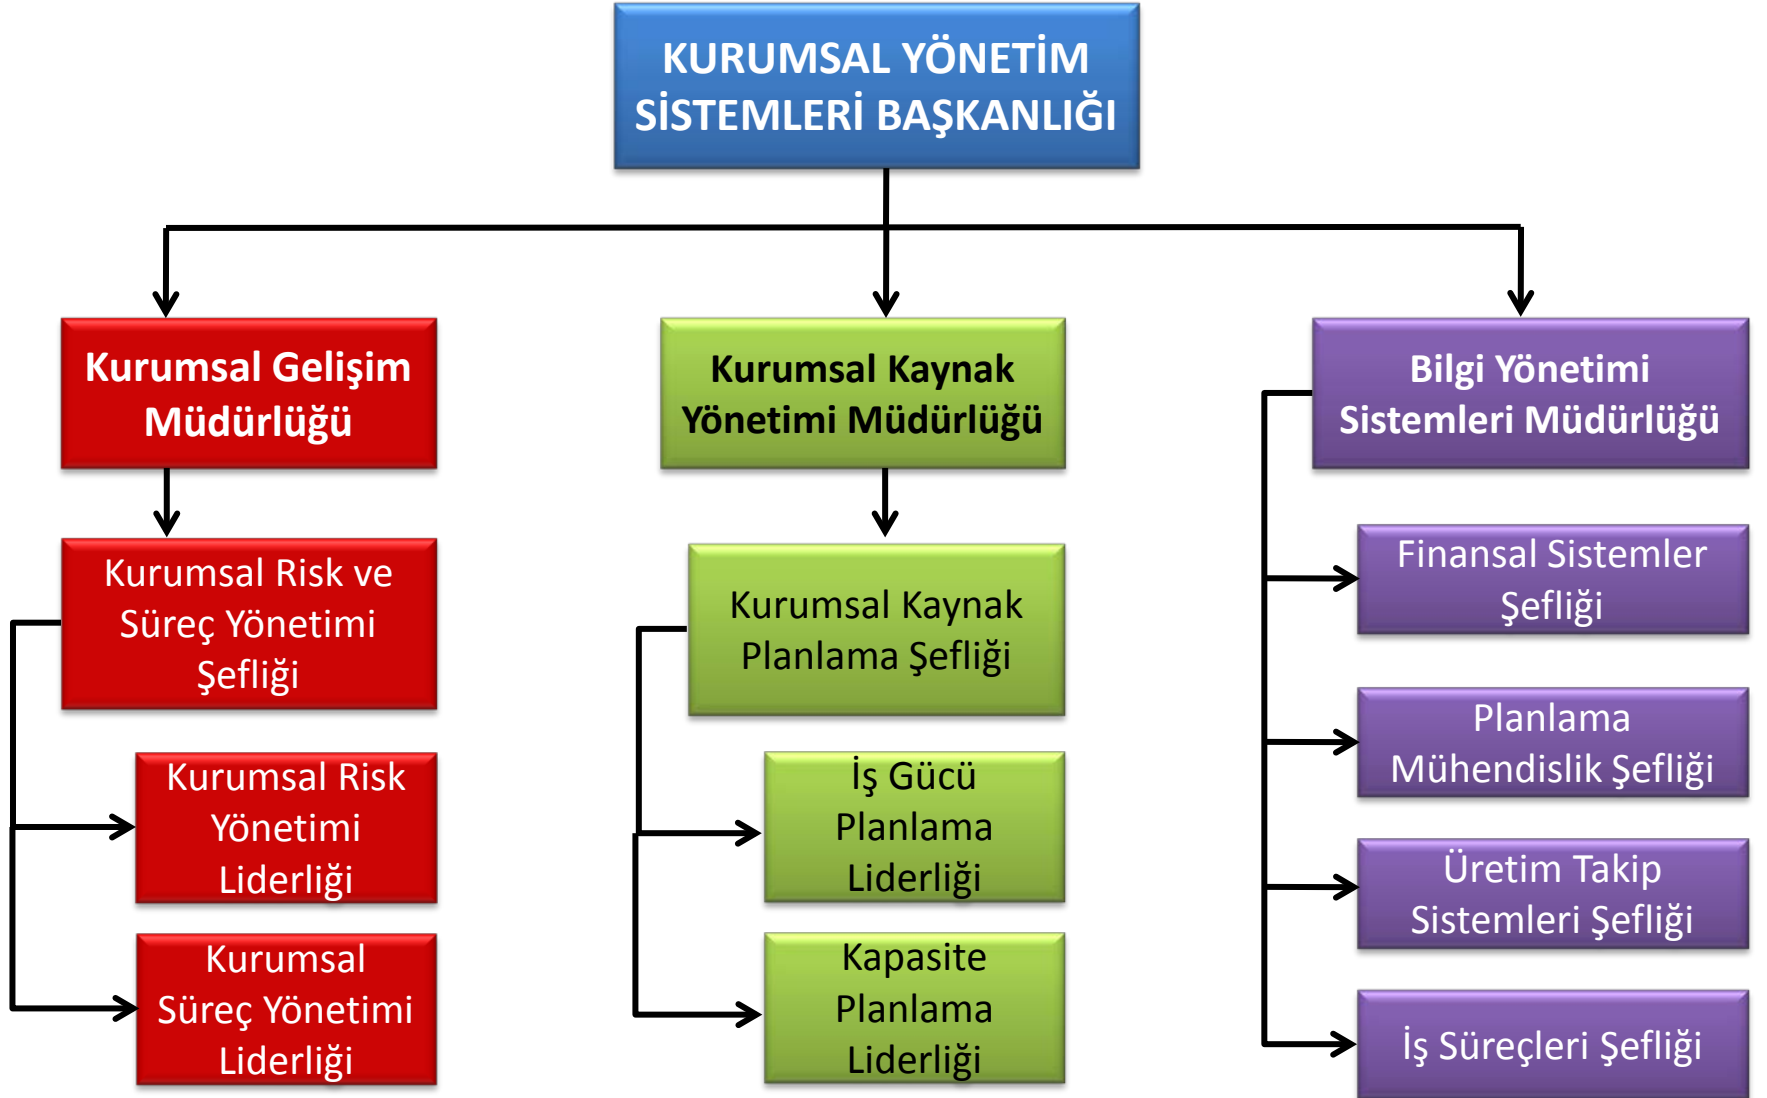 KURUMSAL YÖNETİM
SİSTEMLERİ BAŞKANLIĞI
Kurumsal Gelişim
Müdürlüğü
Kurumsal Risk ve
Süreç Yönetimi
Şefliği
Kurumsal Risk
Yönetimi
Liderliği
Kurumsal
Süreç Yönetimi
Liderliği
Kurumsal Kaynak
Yönetimi Müdürlüğü
Kurumsal Kaynak
Planlama Şefliği
İş Gücü
Planlama
Liderliği
Kapasite
Planlama
Liderliği
Bilgi Yönetimi
Sistemleri Müdürlüğü
Finansal Sistemler
Şefliği
Planlama
Mühendislik Şefliği
Üretim Takip
Sistemleri Şefliği
İş Süreçleri Şefliği